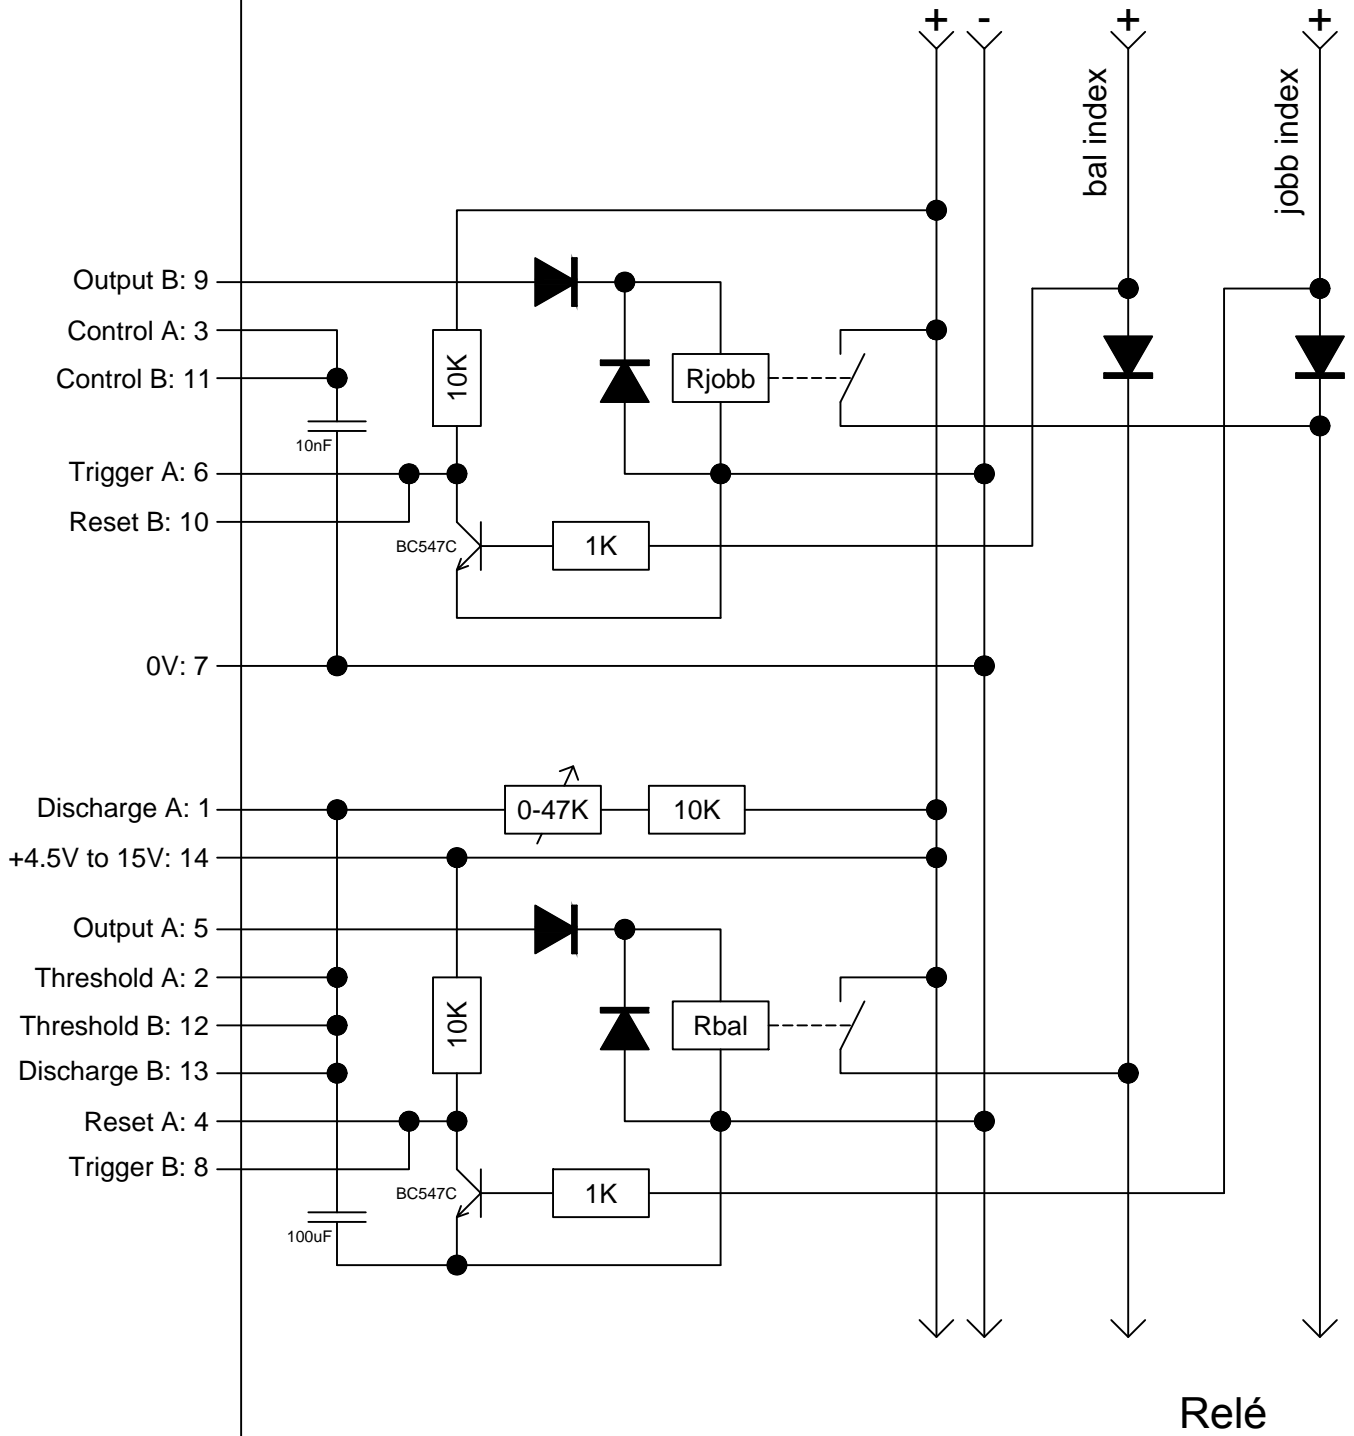 + - + +
bal index
jobb index
Output B: 9
Control A: 3
Control B: 11
10K
Rjobb
10nF
Trigger A: 6
Reset B: 10
BC547C
1K
0V: 7
Discharge A: 1
0-47K
10K
+4.5V to 15V: 14
Output A: 5
Threshold A: 2
Threshold B: 12
10K
Rbal
Discharge B: 13
Reset A: 4
Trigger B: 8
BC547C
1K
100uF
Relé